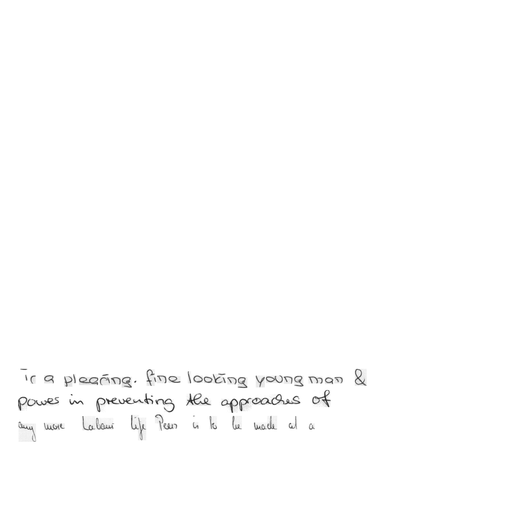 is a pleasing, fine looking young man &
power in preventing the approaches of
any more Labour life Peers is to be made at a